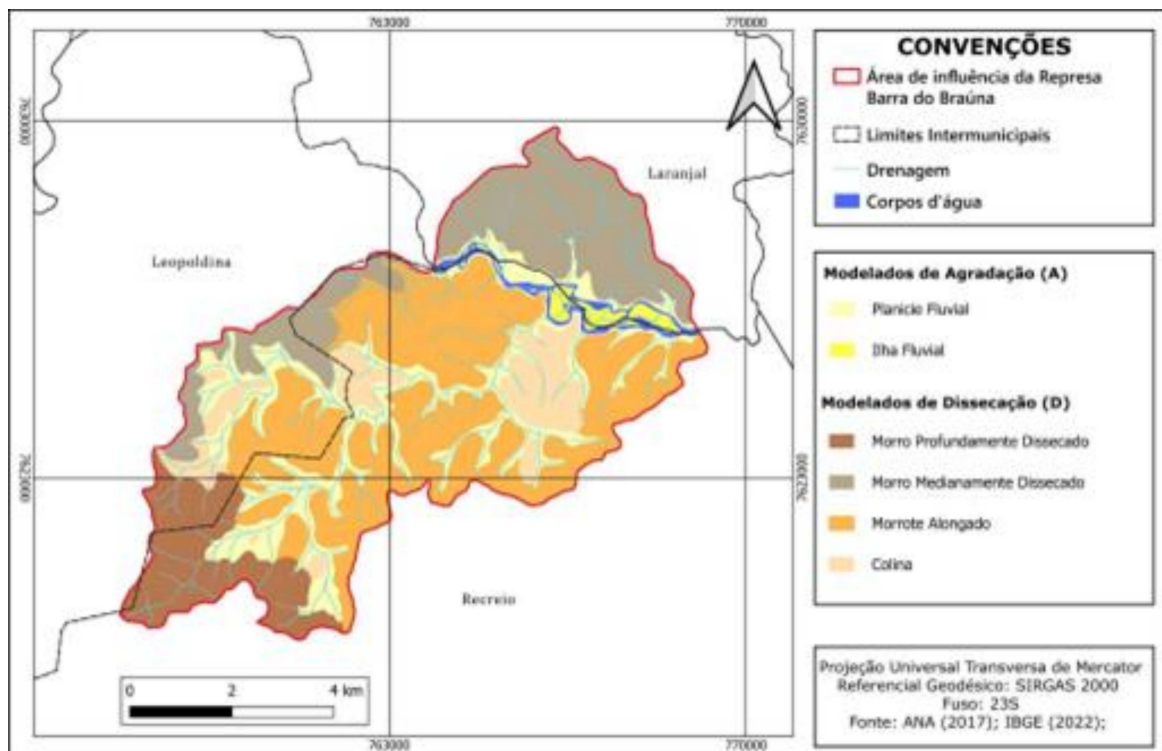 763000
770000
7630000
7630000
CONVENÇÕES
Área de influência da Represa
Barra do Braúna
Limites Intermunicipais
Drenagem
Corpos d'água
Laranjal
Leopoldina
Modelados de Agradação (A)
Planicie Fluvial
Ilha Fluvial
Modelados de Dissecação (D)
Morro Profundamente Dissecado
Morro Medianamente Dissecado
Morrote Alongado
Colina
7623000
7623000
Recreio
0 2 4 km
763000
770000
Projeção Universal Transversa de Mercator
Referencial Geodésico: SIRGAS 2000
Fuso: 23S
Fonte: ANA (2017); IBGE (2022);